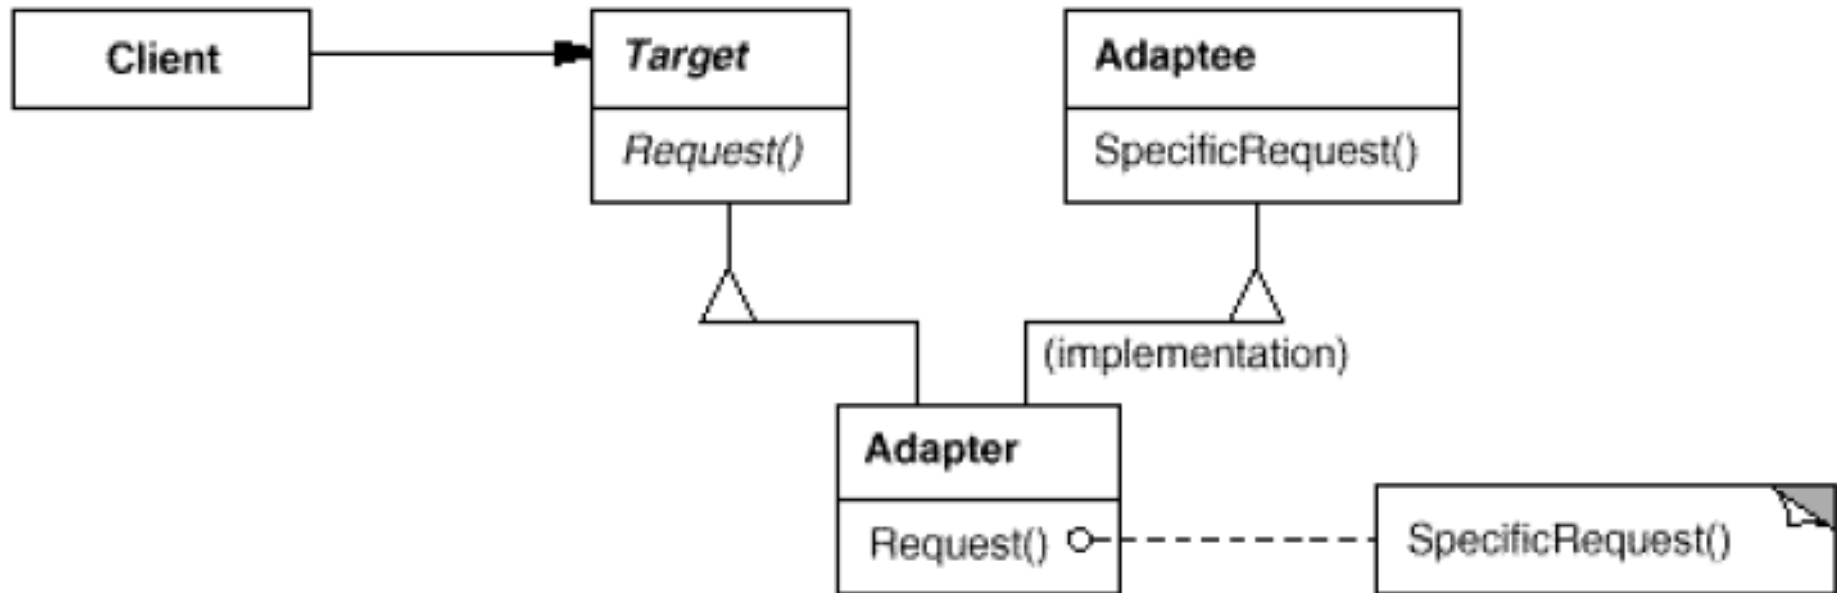 Client
Target
Request()
Adaptee
SpecificRequest()
(implementation)
Adapter
Request()
SpecificRequest()